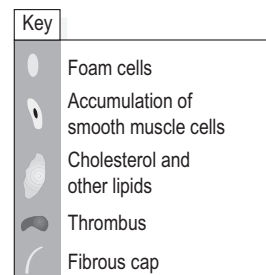 Key
Foam cells
Accumulation of
smooth muscle cells
Cholesterol and
other lipids
Thrombus
Fibrous cap